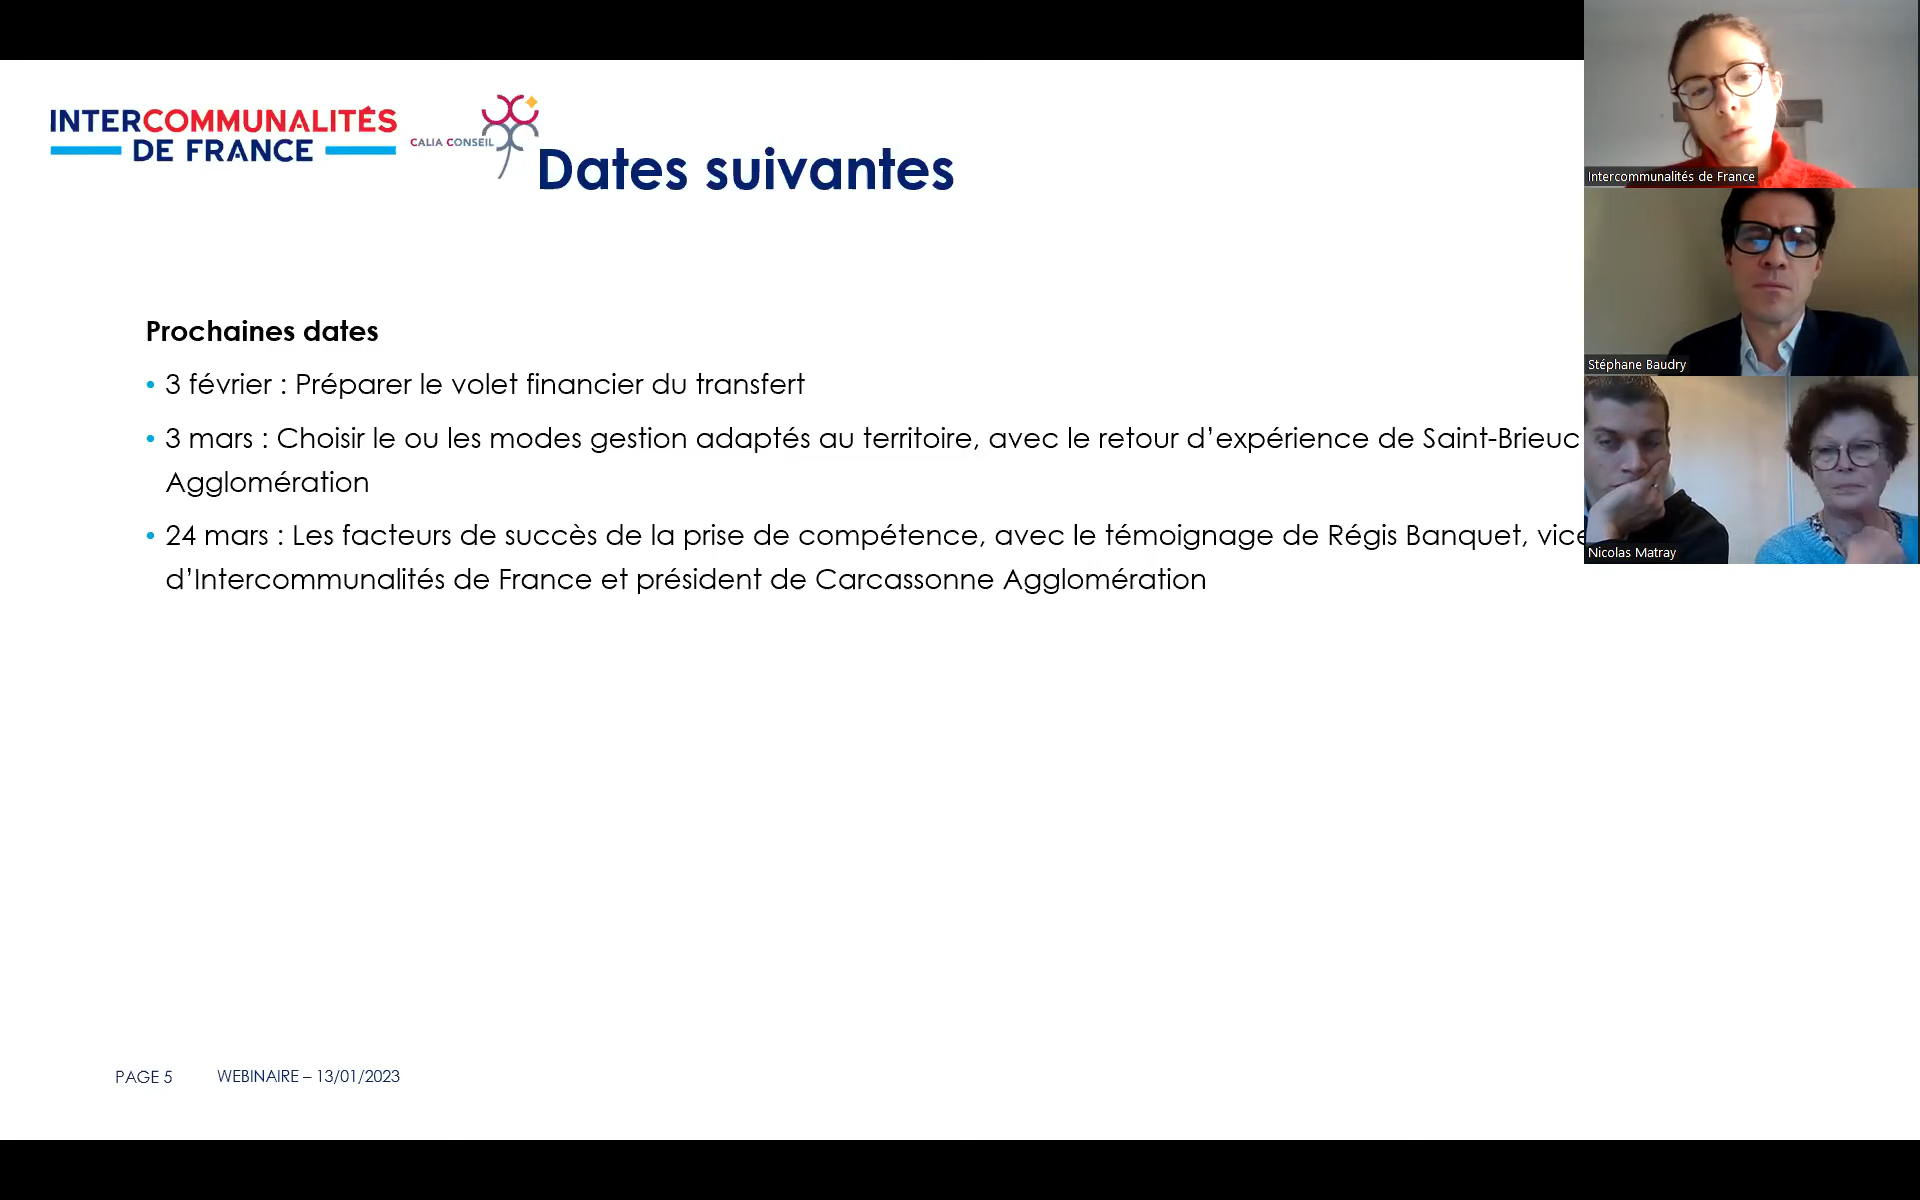 INTERCOMMUNALITÉS
DE FRANCE
CALIA CONSEIL
Dates suivantes
Prochaines dates
• 3 février : Préparer le volet financier du transfert
• 3 mars : Choisir le ou les modes gestion adaptés au territoire, avec le retour d’expérience de Saint-Brieuc
Agglomération
• 24 mars : Les facteurs de succès de la prise de compétence, avec le témoignage de Régis Banquet, vice
d’Intercommunalités de France et président de Carcassonne Agglomération
PAGE 5 WEBINAIRE – 13/01/2023
Intercommunalités de France
Stéphane Baudry
Nicolas Matray